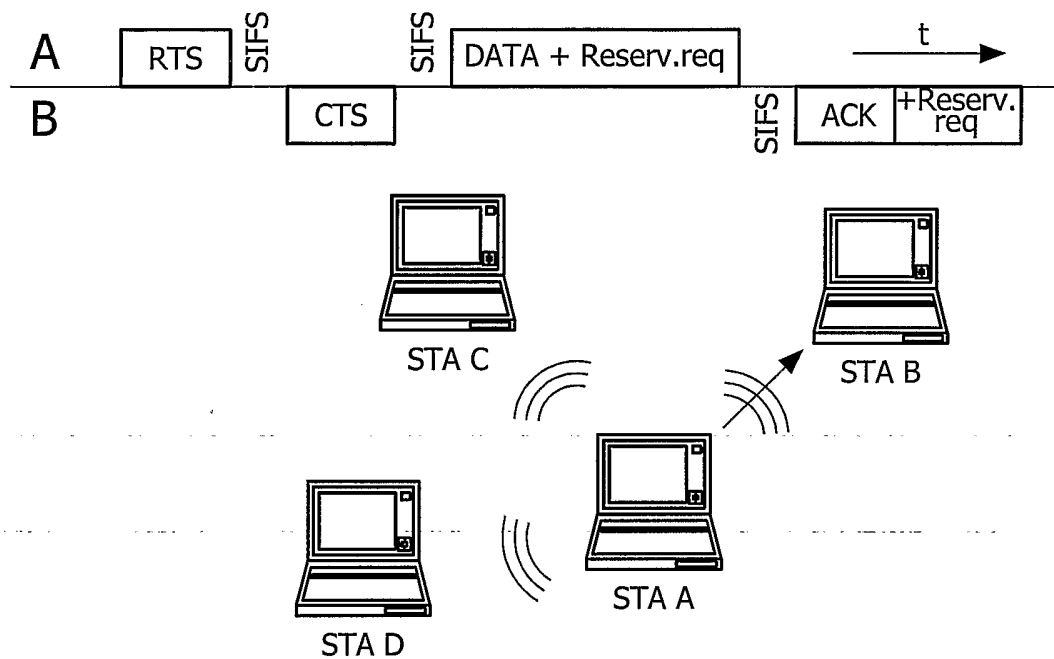 A
RTS
SIFS
SIFS
DATA + Reserv.req
t
B
CTS
SIFS
ACK
+Reserv.
req
STA C
STA B
STA A
STA D